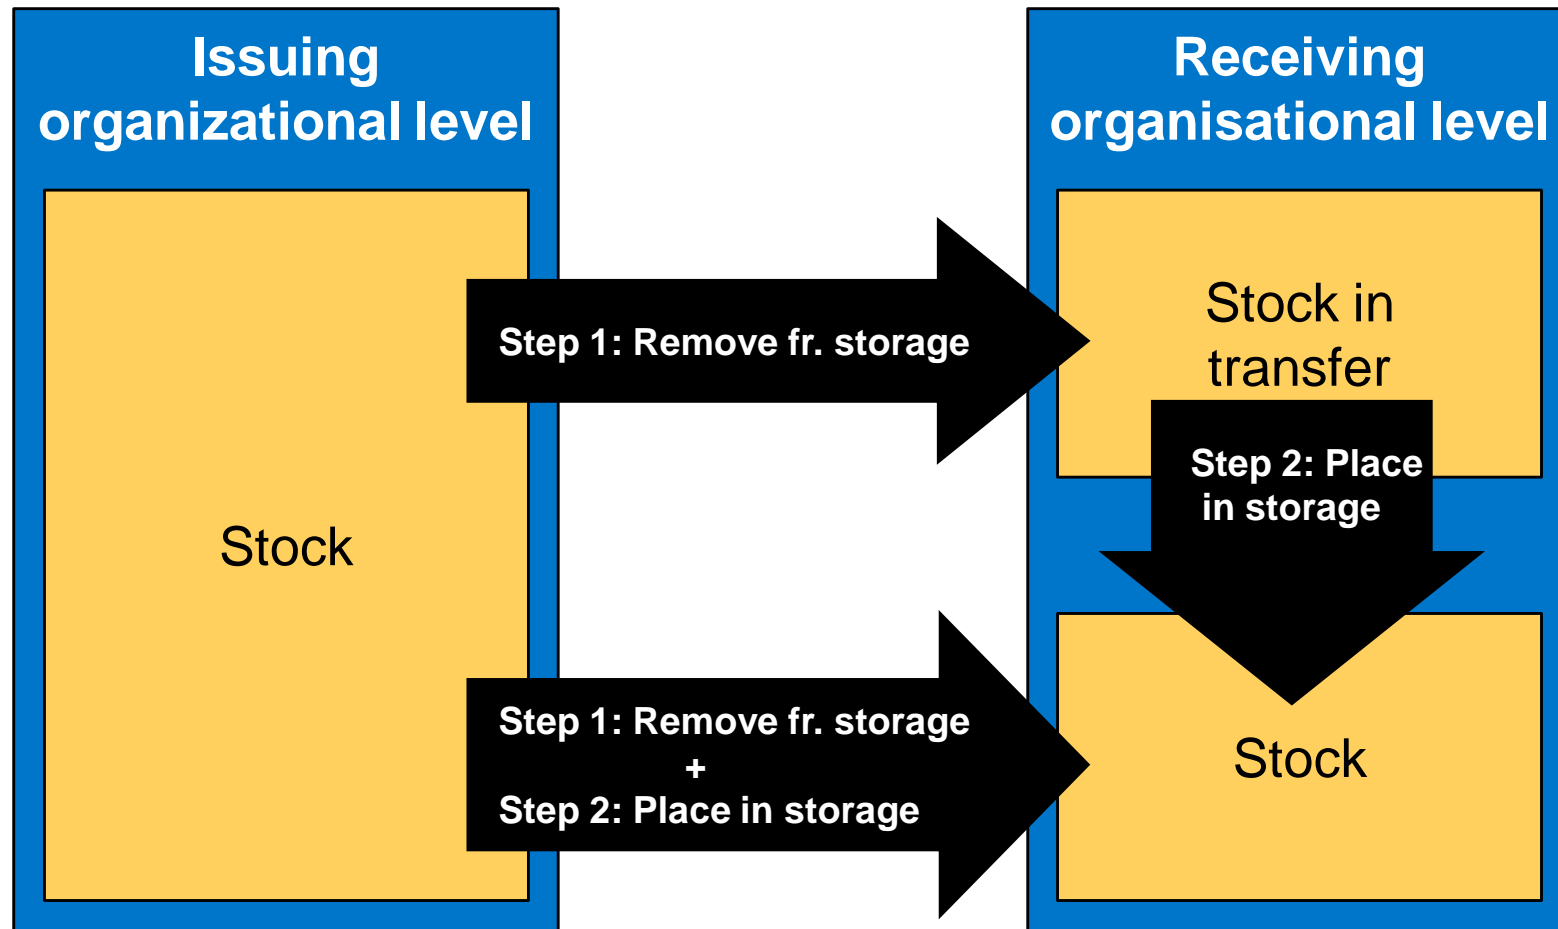 Issuing
organizational level
Stock
Step 1: Remove fr. storage
Step 1: Remove fr. storage
+
Step 2: Place in storage
Receiving
organisational level
Stock in
transfer
Step 2: Place
in storage
Stock